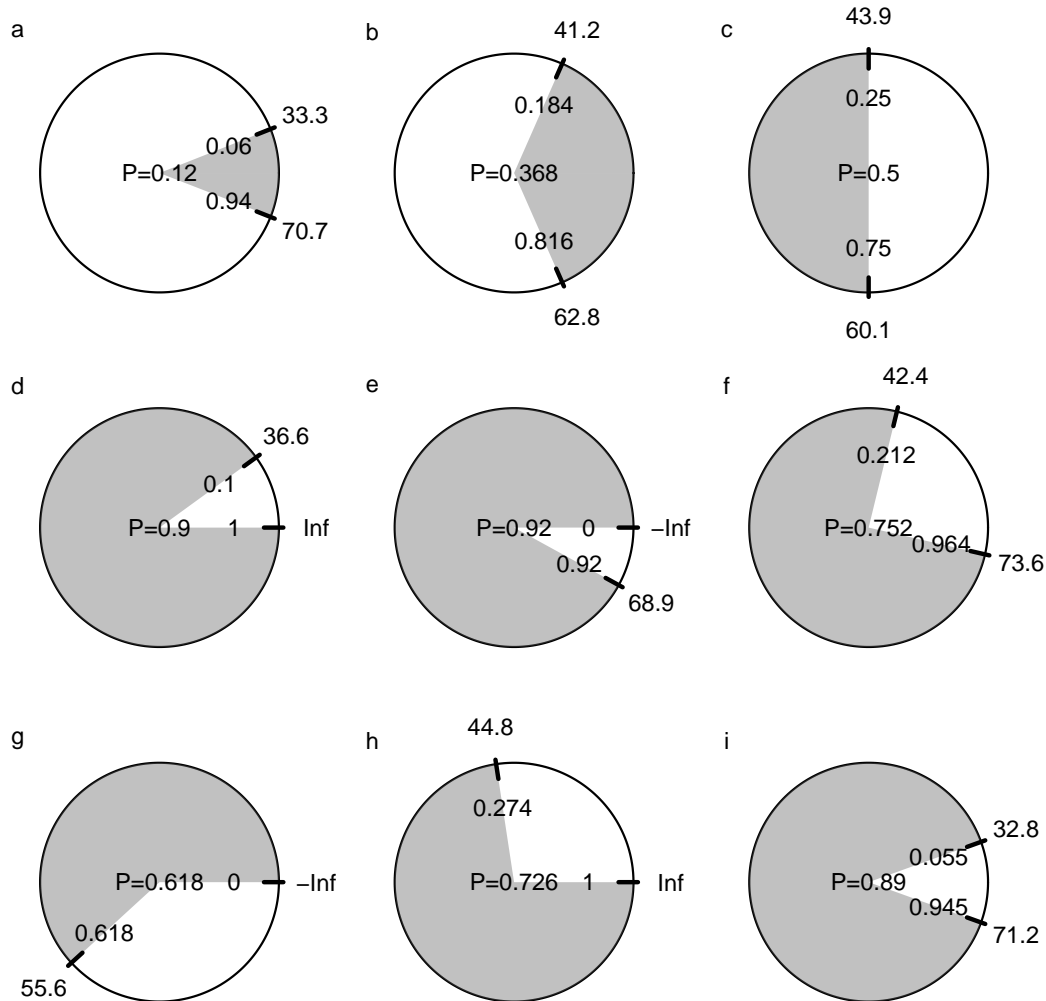 a
33.3
0.06
P=0.12
0.94
70.7
b
41.2
0.184
P=0.368
0.816
62.8
c
43.9
0.25
P=0.5
0.75
60.1
d
36.6
0.1
P=0.9 1 Inf
e
P=0.92 0 −Inf
0.92
68.9
f
42.4
0.212
P=0.752
0.964
73.6
g
P=0.618 0 −Inf
0.618
55.6
h
44.8
0.274
P=0.726 1 Inf
i
32.8
0.055
P=0.89
0.945
71.2